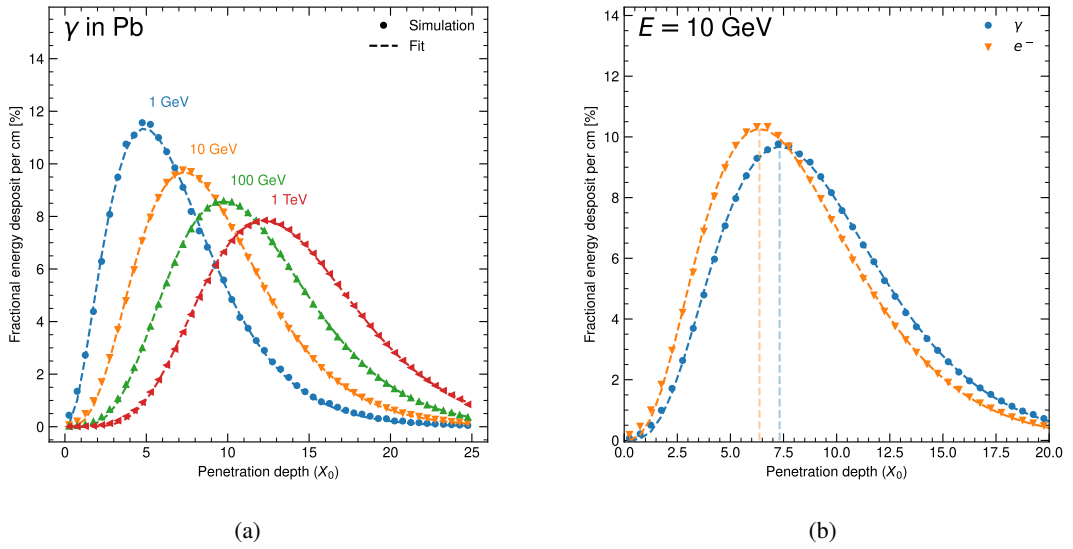 γ in Pb
Simulation
Fit
1 GeV
10 GeV
100 GeV
1 TeV
14
12
10
8
6
4
2
0
Fractional energy desposit per cm [%]
0 5 10 15 20 25
Penetration depth (X₀)
(a)
E = 10 GeV
γ
e⁻
14
12
10
8
6
4
2
0
Fractional energy desposit per cm [%]
0.0 2.5 5.0 7.5 10.0 12.5 15.0 17.5 20.0
Penetration depth (X₀)
(b)